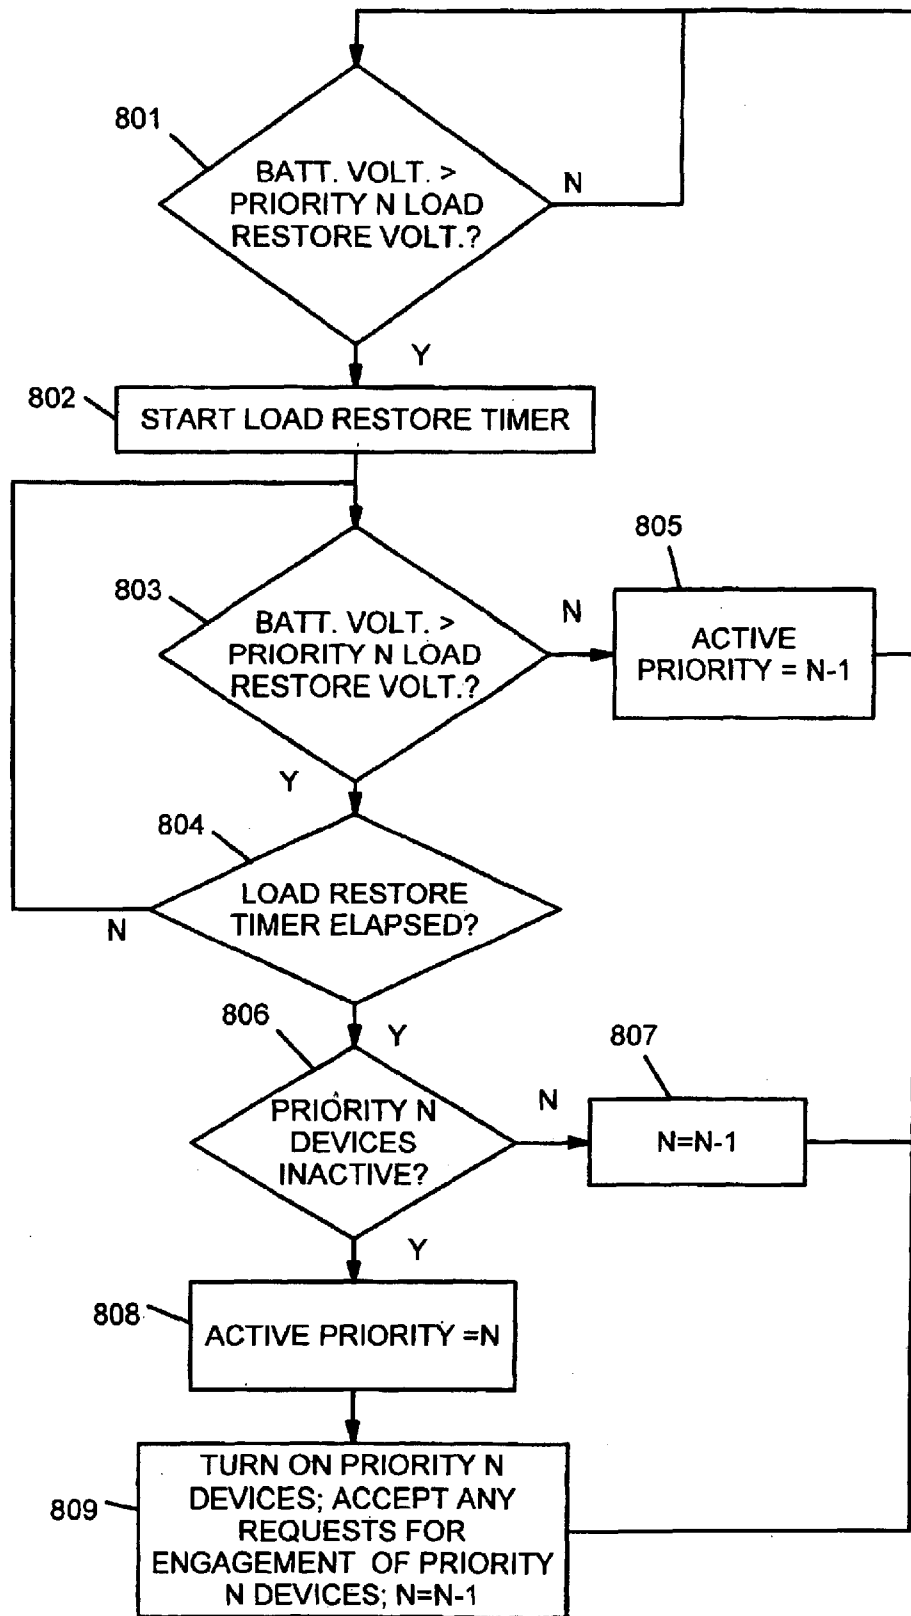 801
BATT. VOLT. >
PRIORITY N LOAD
RESTORE VOLT.?
N
Y
802
START LOAD RESTORE TIMER
803
BATT. VOLT. >
PRIORITY N LOAD
RESTORE VOLT.?
N
805
ACTIVE
PRIORITY = N-1
Y
804
LOAD RESTORE
TIMER ELAPSED?
N
Y
806
PRIORITY N
DEVICES
INACTIVE?
N
807
N=N-1
Y
808
ACTIVE PRIORITY =N
809
TURN ON PRIORITY N
DEVICES; ACCEPT ANY
REQUESTS FOR
ENGAGEMENT OF PRIORITY
N DEVICES; N=N-1